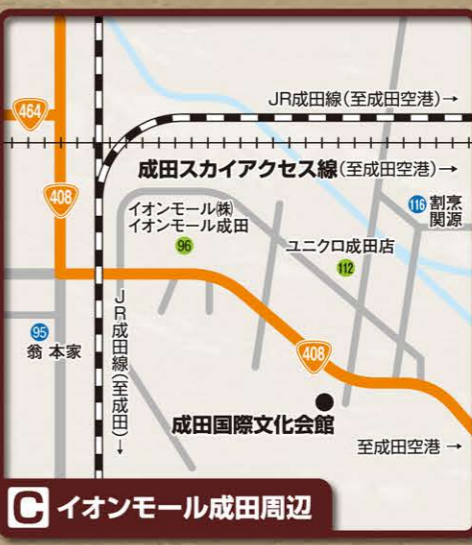 464
JR成田線(至成田空港)→
成田スカイアクセス線(至成田空港)→
408
イオンモール㈱
イオンモール成田
96
116
割烹
関源
ユニクロ成田店
112
95
翁 本家
JR成田線(至成田)→
408
成田国際文化会館
至成田空港 →
C イオンモール成田周辺